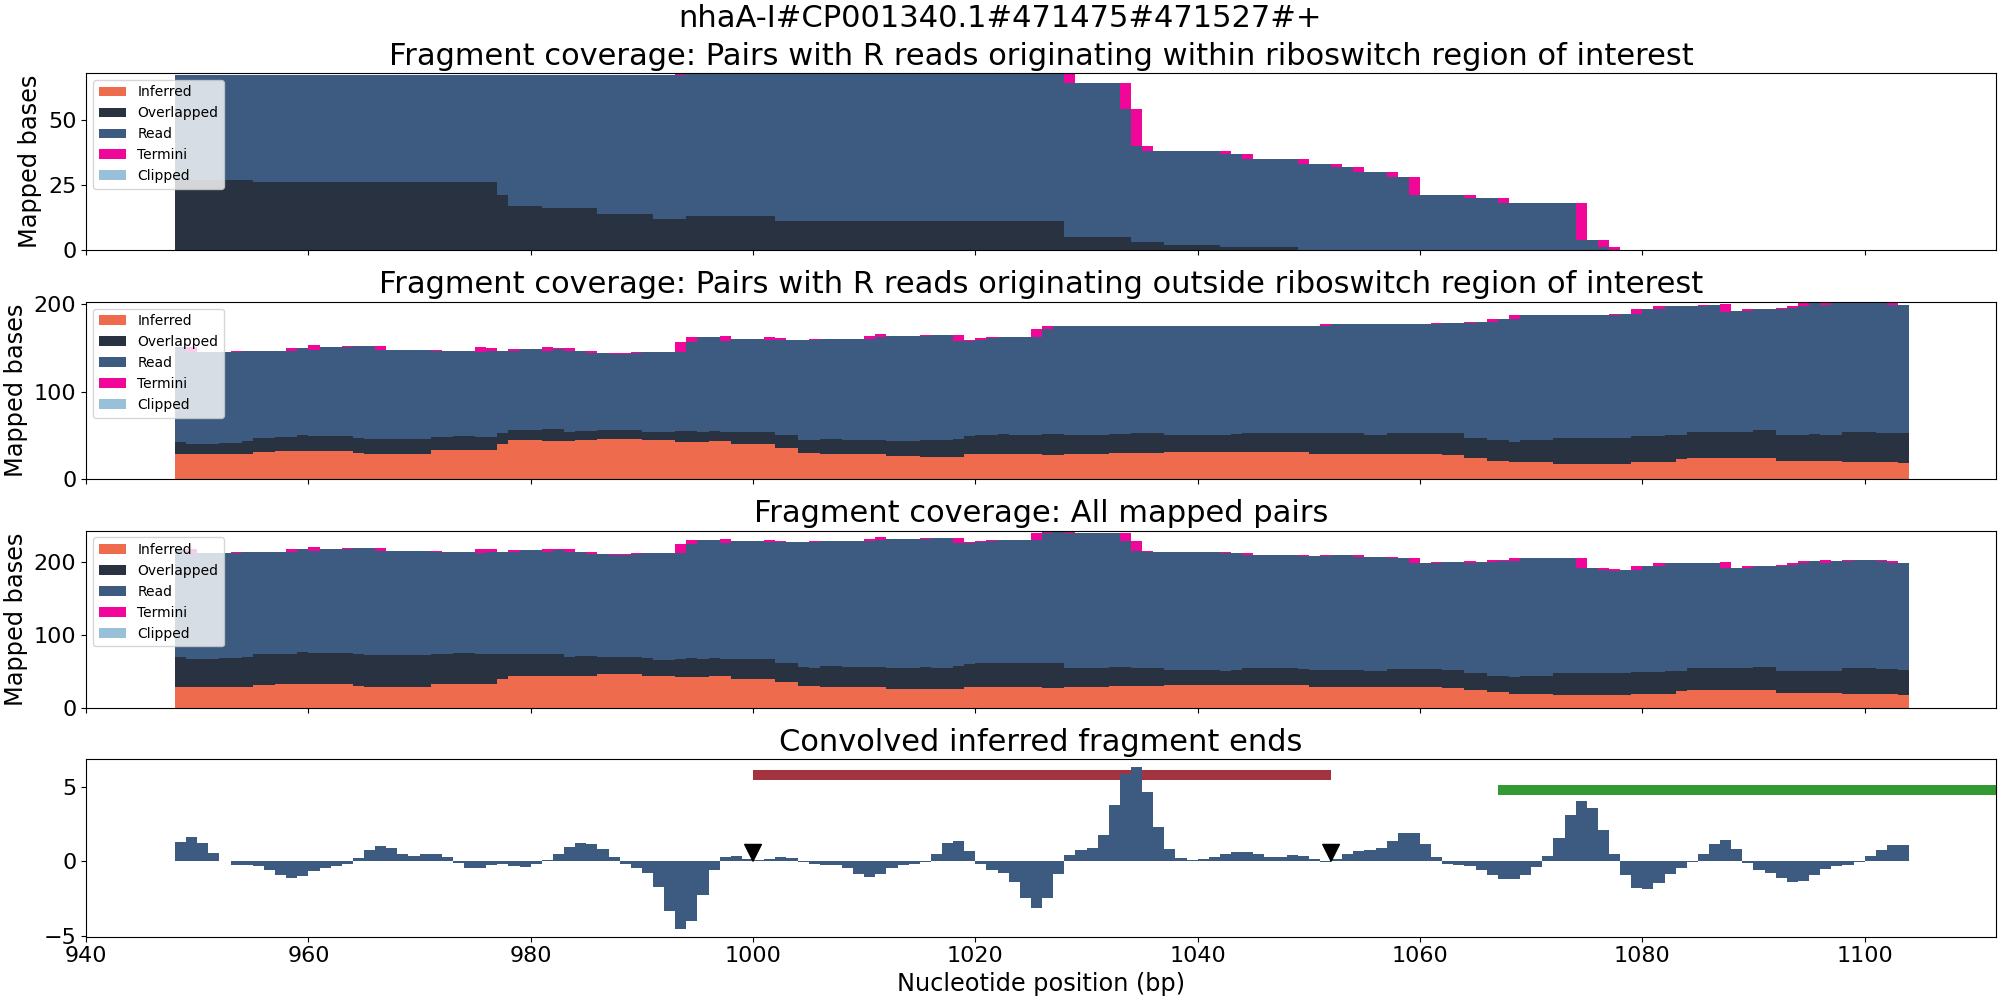 nhaA-I#CP001340.1#471475#471527#+
Fragment coverage: Pairs with R reads originating within riboswitch region of interest
Mapped bases
50
25
0
Inferred
Overlapped
Read
Termini
Clipped
Fragment coverage: Pairs with R reads originating outside riboswitch region of interest
Mapped bases
200
100
0
Inferred
Overlapped
Read
Termini
Clipped
Fragment coverage: All mapped pairs
Mapped bases
200
100
0
Inferred
Overlapped
Read
Termini
Clipped
Convolved inferred fragment ends
5
0
−5
940 960 980 1000 1020 1040 1060 1080 1100
Nucleotide position (bp)